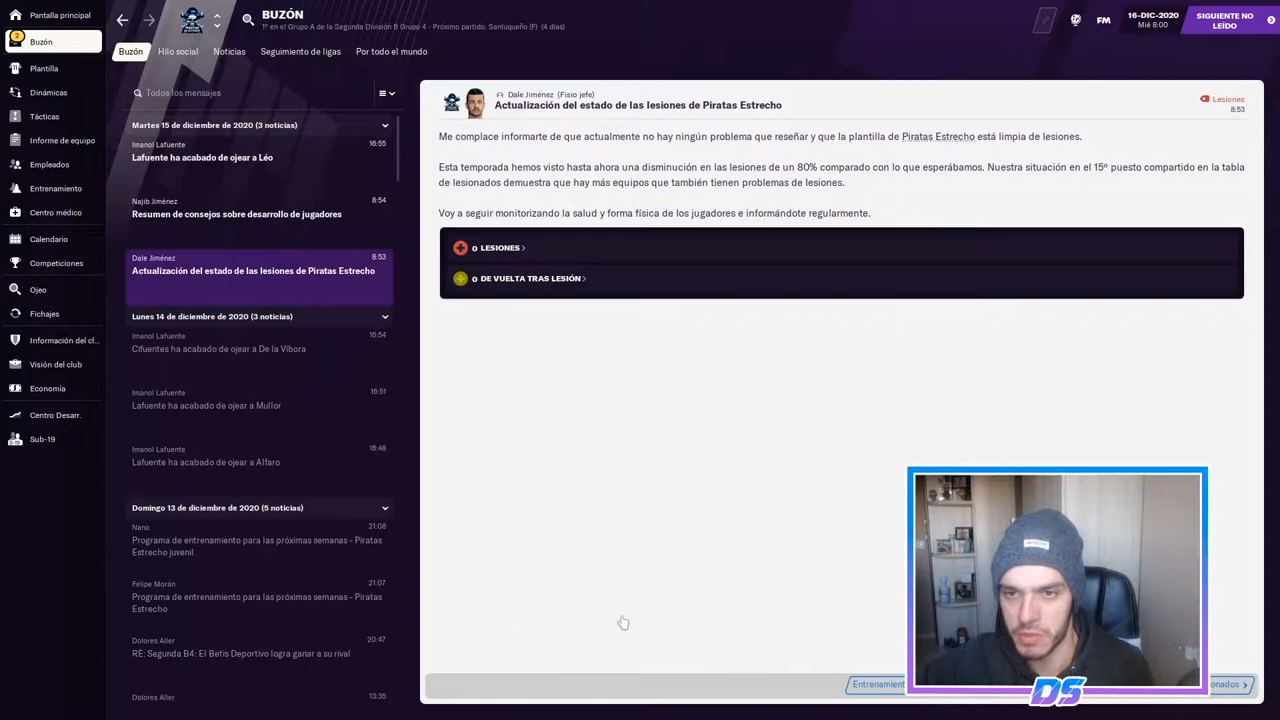 Pantalla principal
2
Buzón
Plantilla
Dinámicas
Tácticas
Informe de equipo
Empleados
Entrenamiento
Centro médico
Calendario
Competiciones
Ojeo
Fichajes
Información del cl...
Visión del club
Economía
Centro Desarr.
Sub-19
BUZÓN
1º en el Grupo A de la Segunda División B Grupo 4 - Próximo partido: Sanluqueño (F) (4 días)
FM
16-DIC-2020
Mié 8:00
SIGUIENTE NO LEÍDO
Buzón
Hilo social
Noticias
Seguimiento de ligas
Por todo el mundo
Todos los mensajes
Martes 15 de diciembre de 2020 (3 noticias)
Imanol Lafuente 16:55
Lafuente ha acabado de ojear a Léo
Najib Jiménez 8:54
Resumen de consejos sobre desarrollo de jugadores
Dale Jiménez 8:53
Actualización del estado de las lesiones de Piratas Estrecho
Lunes 14 de diciembre de 2020 (3 noticias)
Imanol Lafuente 16:54
Cifuentes ha acabado de ojear a De la Víbora
Imanol Lafuente 16:51
Lafuente ha acabado de ojear a Mullor
Imanol Lafuente 16:48
Lafuente ha acabado de ojear a Alfaro
Domingo 13 de diciembre de 2020 (5 noticias)
Nano 21:08
Programa de entrenamiento para las próximas semanas - Piratas
Estrecho juvenil
Felipe Morán 21:07
Programa de entrenamiento para las próximas semanas - Piratas
Estrecho
Dolores Aller 20:47
RE: Segunda B4: El Betis Deportivo logra ganar a su rival
Dolores Aller 13:35
Dale Jiménez (Fisio jefe)
Actualización del estado de las lesiones de Piratas Estrecho
Lesiones
8:53
Me complace informarte de que actualmente no hay ningún problema que reseñar y que la plantilla de Piratas Estrecho está limpia de lesiones.
Esta temporada hemos visto hasta ahora una disminución en las lesiones de un 80% comparado con lo que esperábamos. Nuestra situación en el 15º puesto compartido en la tabla
de lesionados demuestra que hay más equipos que también tienen problemas de lesiones.
Voy a seguir monitorizando la salud y forma física de los jugadores e informándote regularmente.
0 LESIONES
0 DE VUELTA TRAS LESIÓN
Entrenamient
onados
DS